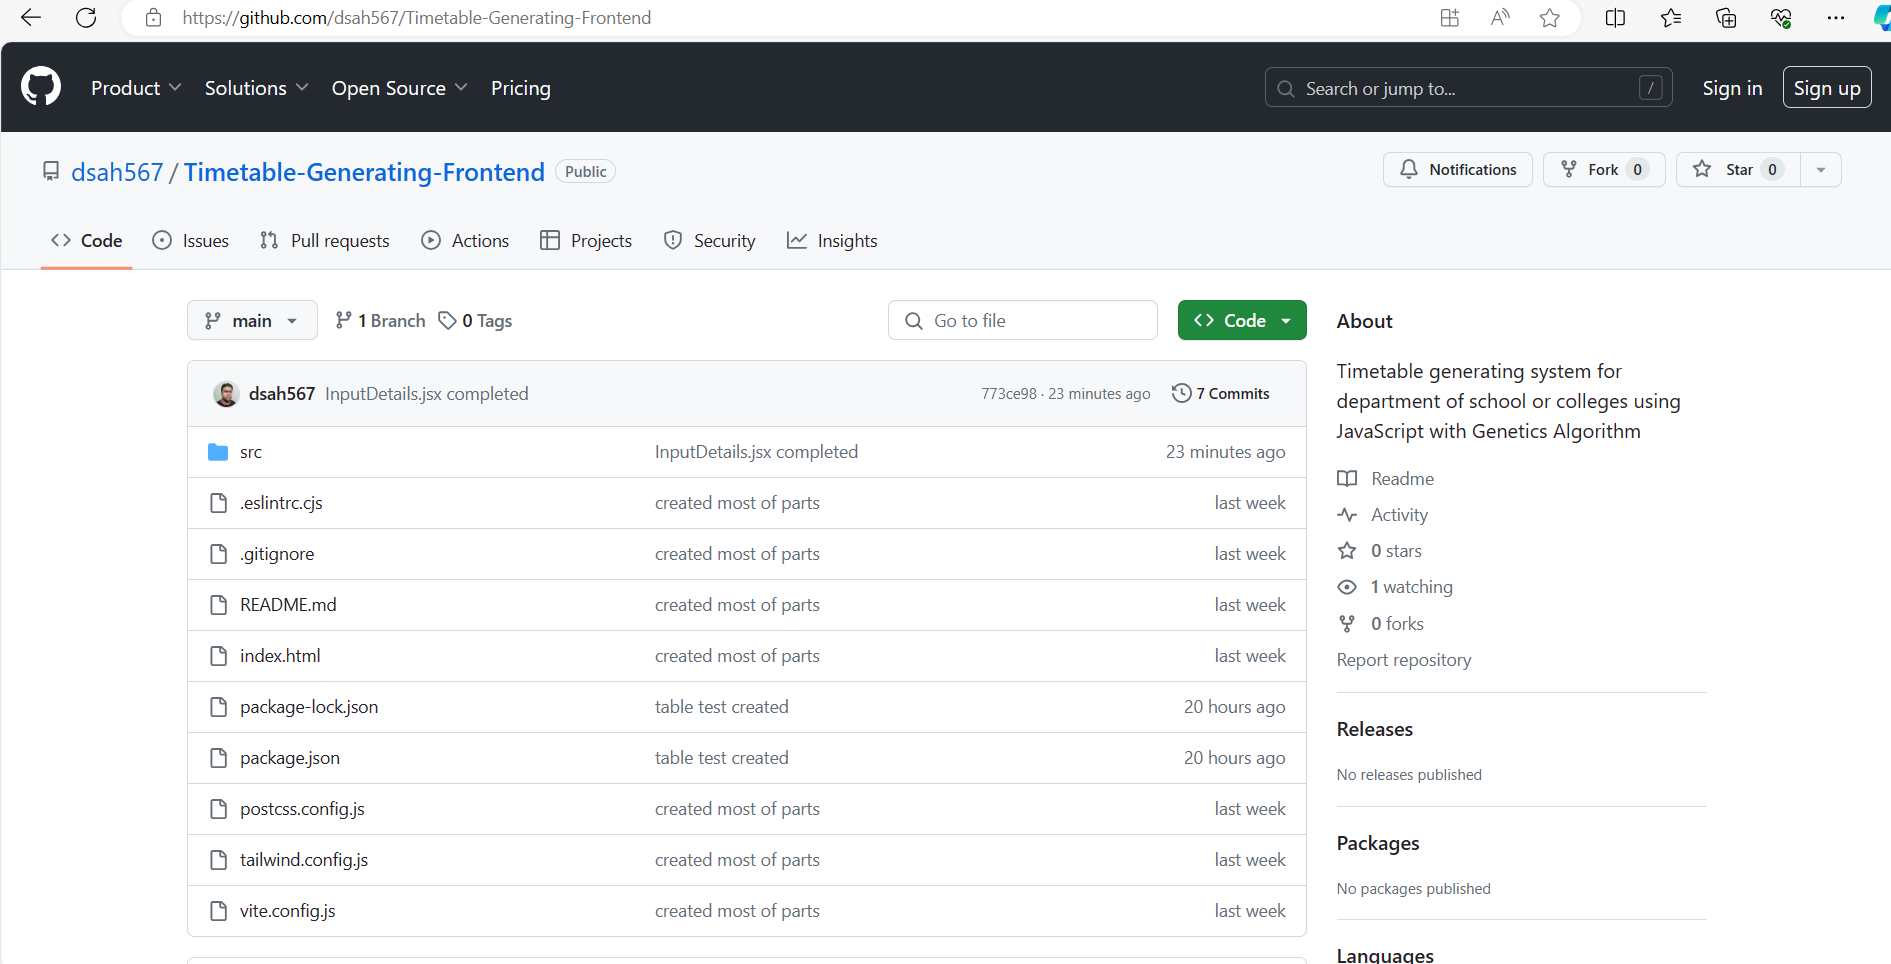 https://github.com/dsah567/Timetable-Generating-Frontend
Product Solutions Open Source Pricing Search or jump to... / Sign in Sign up
dsah567 / Timetable-Generating-Frontend Public Notifications Fork 0 Star 0
Code Issues Pull requests Actions Projects Security Insights
main 1 Branch 0 Tags Go to file Code
dsah567 InputDetails.jsx completed 773ce98 · 23 minutes ago 7 Commits
src InputDetails.jsx completed 23 minutes ago
.eslintrc.cjs created most of parts last week
.gitignore created most of parts last week
README.md created most of parts last week
index.html created most of parts last week
package-lock.json table test created 20 hours ago
package.json table test created 20 hours ago
postcss.config.js created most of parts last week
tailwind.config.js created most of parts last week
vite.config.js created most of parts last week
About
Timetable generating system for
department of school or colleges using
JavaScript with Genetics Algorithm
Readme
Activity
0 stars
1 watching
0 forks
Report repository
Releases
No releases published
Packages
No packages published
Languages